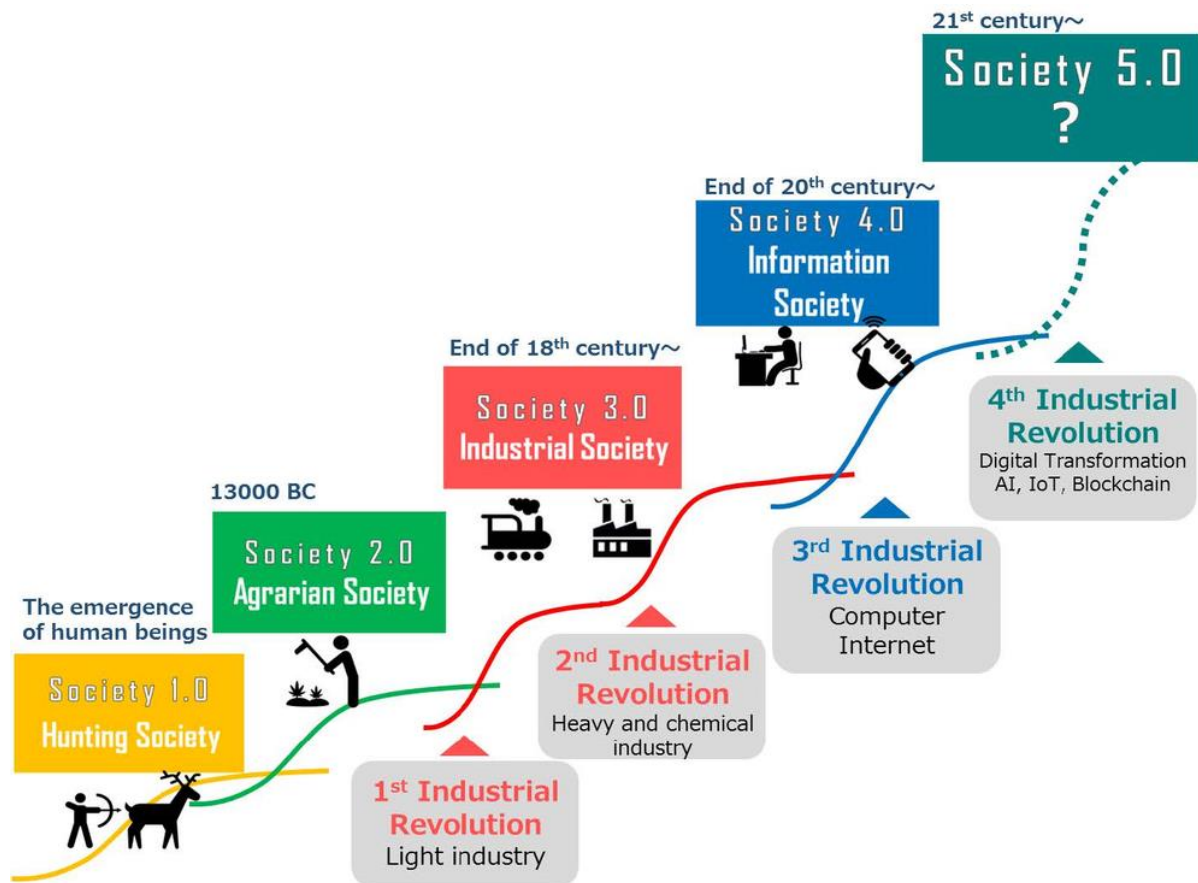 21st century～
Society 5.0
?
End of 20th century～
Society 4.0
Information
Society
End of 18th century～
Society 3.0
Industrial Society
13000 BC
Society 2.0
Agrarian Society
The emergence
of human beings
Society 1.0
Hunting Society
1st Industrial
Revolution
Light industry
2nd Industrial
Revolution
Heavy and chemical
industry
3rd Industrial
Revolution
Computer
Internet
4th Industrial
Revolution
Digital Transformation
AI, IoT, Blockchain